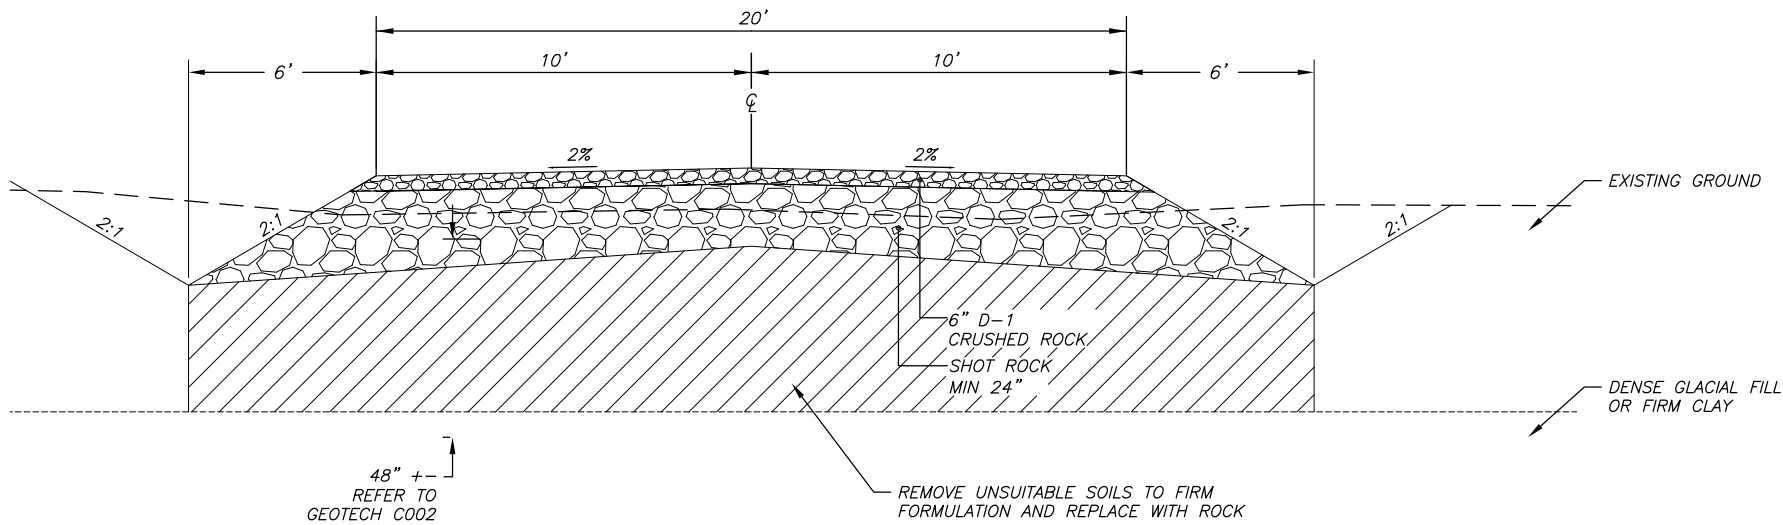 20'
6'
10'
10'
6'
℄
2%
2%
2:1
2:1
2:1
2:1
EXISTING GROUND
6" D-1
CRUSHED ROCK
SHOT ROCK
MIN 24"
DENSE GLACIAL FILL
OR FIRM CLAY
48" +-
REFER TO
GEOTECH C002
REMOVE UNSUITABLE SOILS TO FIRM
FORMULATION AND REPLACE WITH ROCK